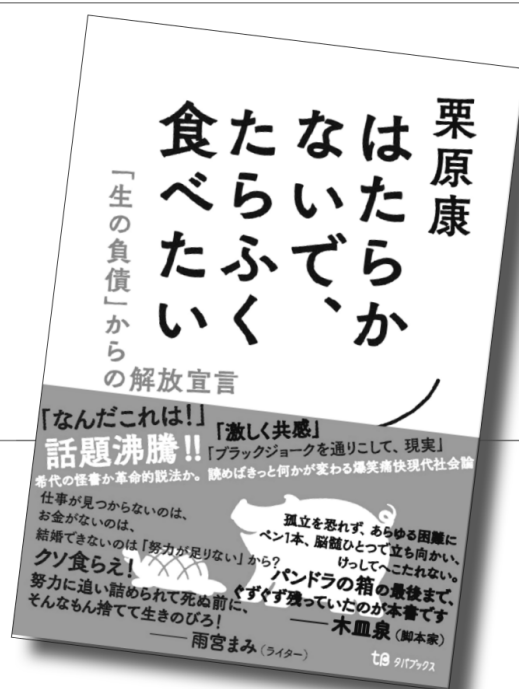 栗原康
はたらか
ないで、
たらふく
食べたい
「生の負債」からの解放宣言
「なんだこれは！」
話題沸騰!!
「激しく共感」
「ブラックジョークを通りこして、現実」
希代の怪書か革命的説法か。読めばきっと何かが変わる爆笑痛快現代社会論
仕事が見つからないのは、
お金がないのは、
結婚できないのは「努力が足りない」から?
クソ食らえ!
努力に追い詰められて死ぬ前に、
そんなもん捨てて生きのびろ!
── 雨宮まみ（ライター）
孤立を恐れず、あらゆる困難に
ペン1本、脳髄ひとつで立ち向かい、
けっしてへこたれない。
パンドラの箱の最後まで、
ぐずぐず残っていたのが本書です
── 木皿泉（脚本家）
tB タバブックス